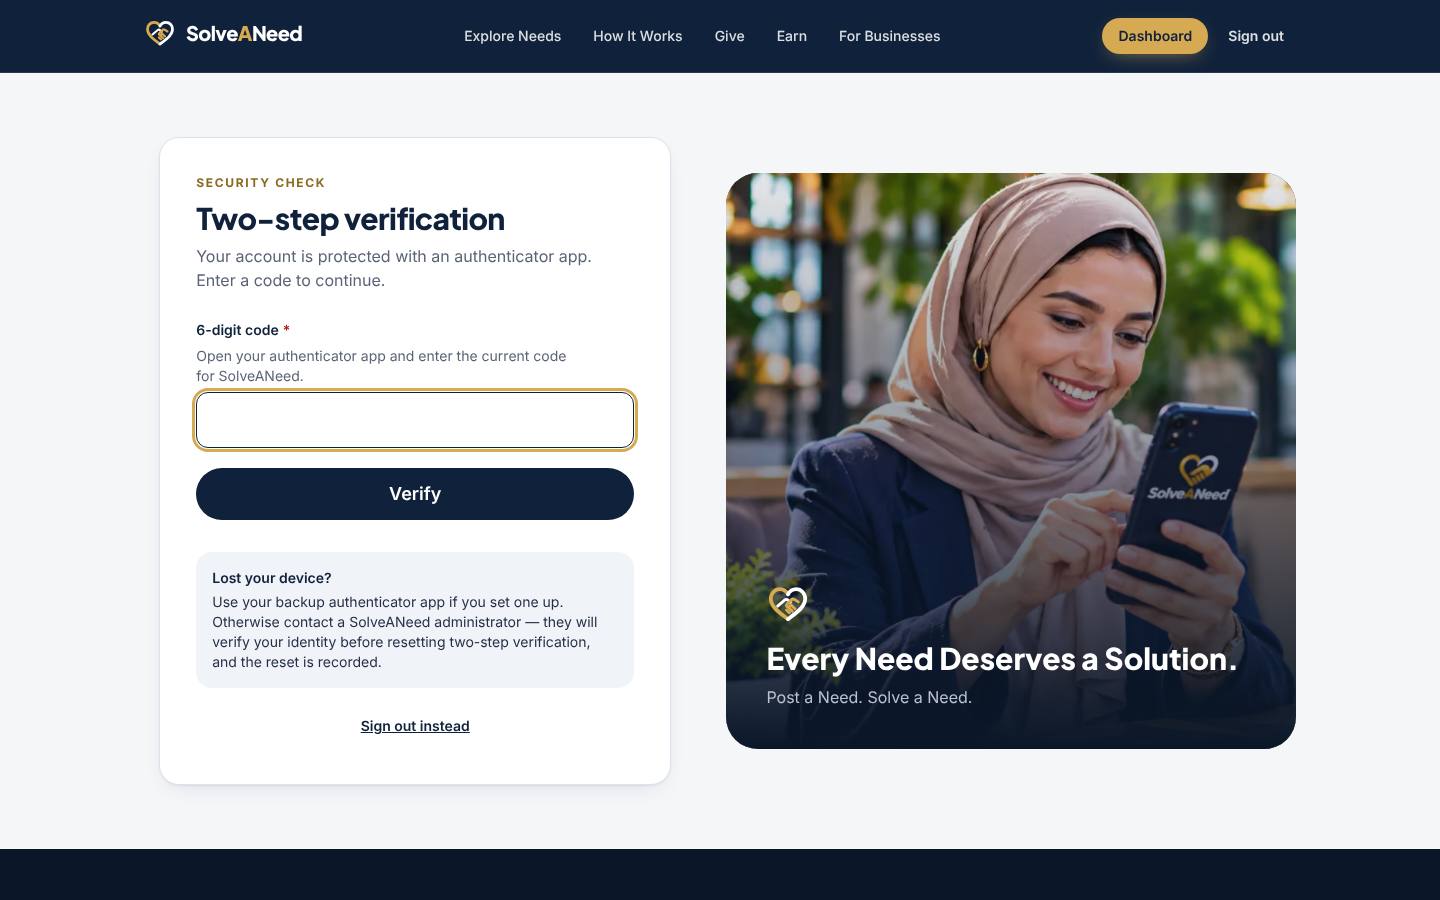 SolveANeed
Explore Needs
How It Works
Give
Earn
For Businesses
Dashboard
Sign out
SECURITY CHECK
Two-step verification
Your account is protected with an authenticator app.
Enter a code to continue.
6-digit code *
Open your authenticator app and enter the current code
for SolveANeed.
Verify
Lost your device?
Use your backup authenticator app if you set one up.
Otherwise contact a SolveANeed administrator — they will
verify your identity before resetting two-step verification,
and the reset is recorded.
Sign out instead
SolveANeed
Every Need Deserves a Solution.
Post a Need. Solve a Need.